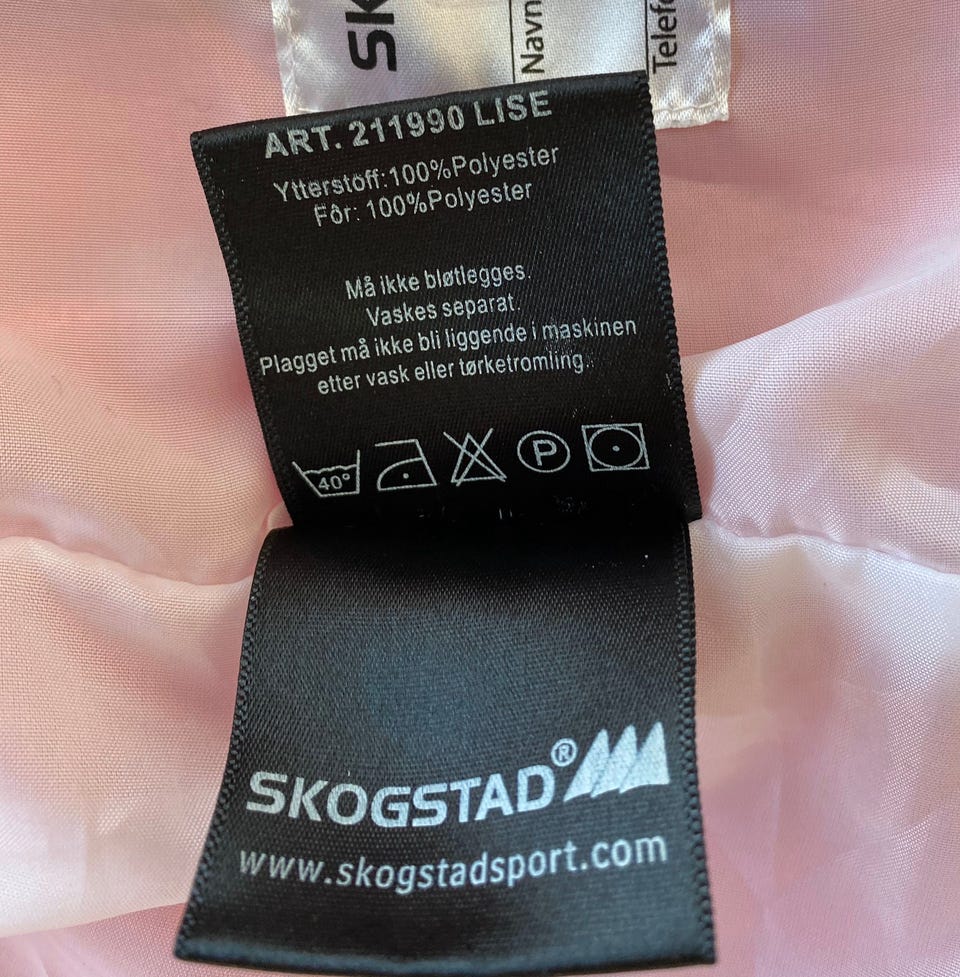 SK
Navn
Telefo
ART. 211990 LISE
Ytterstoff:100%Polyester
Fôr: 100%Polyester
Må ikke bløtlegges.
Vaskes separat.
Plagget må ikke bli liggende i maskinen
etter vask eller tørketromling.
40°
P
SKOGSTAD®
www.skogstadsport.com